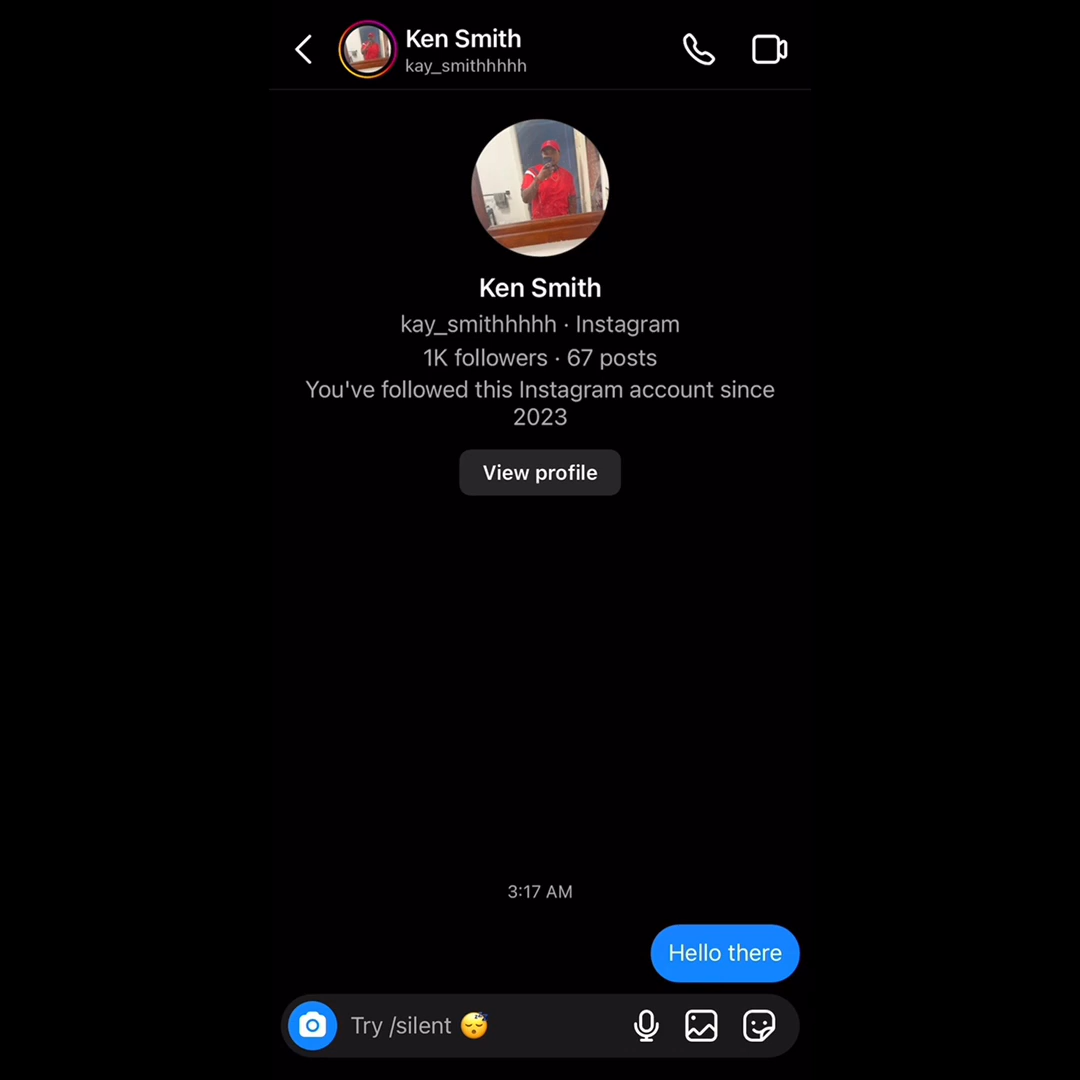 Ken Smith
kay_smithhhhh
Ken Smith
kay_smithhhhh · Instagram
1K followers · 67 posts
You've followed this Instagram account since
2023
View profile
3:17 AM
Hello there
Try /silent 😴